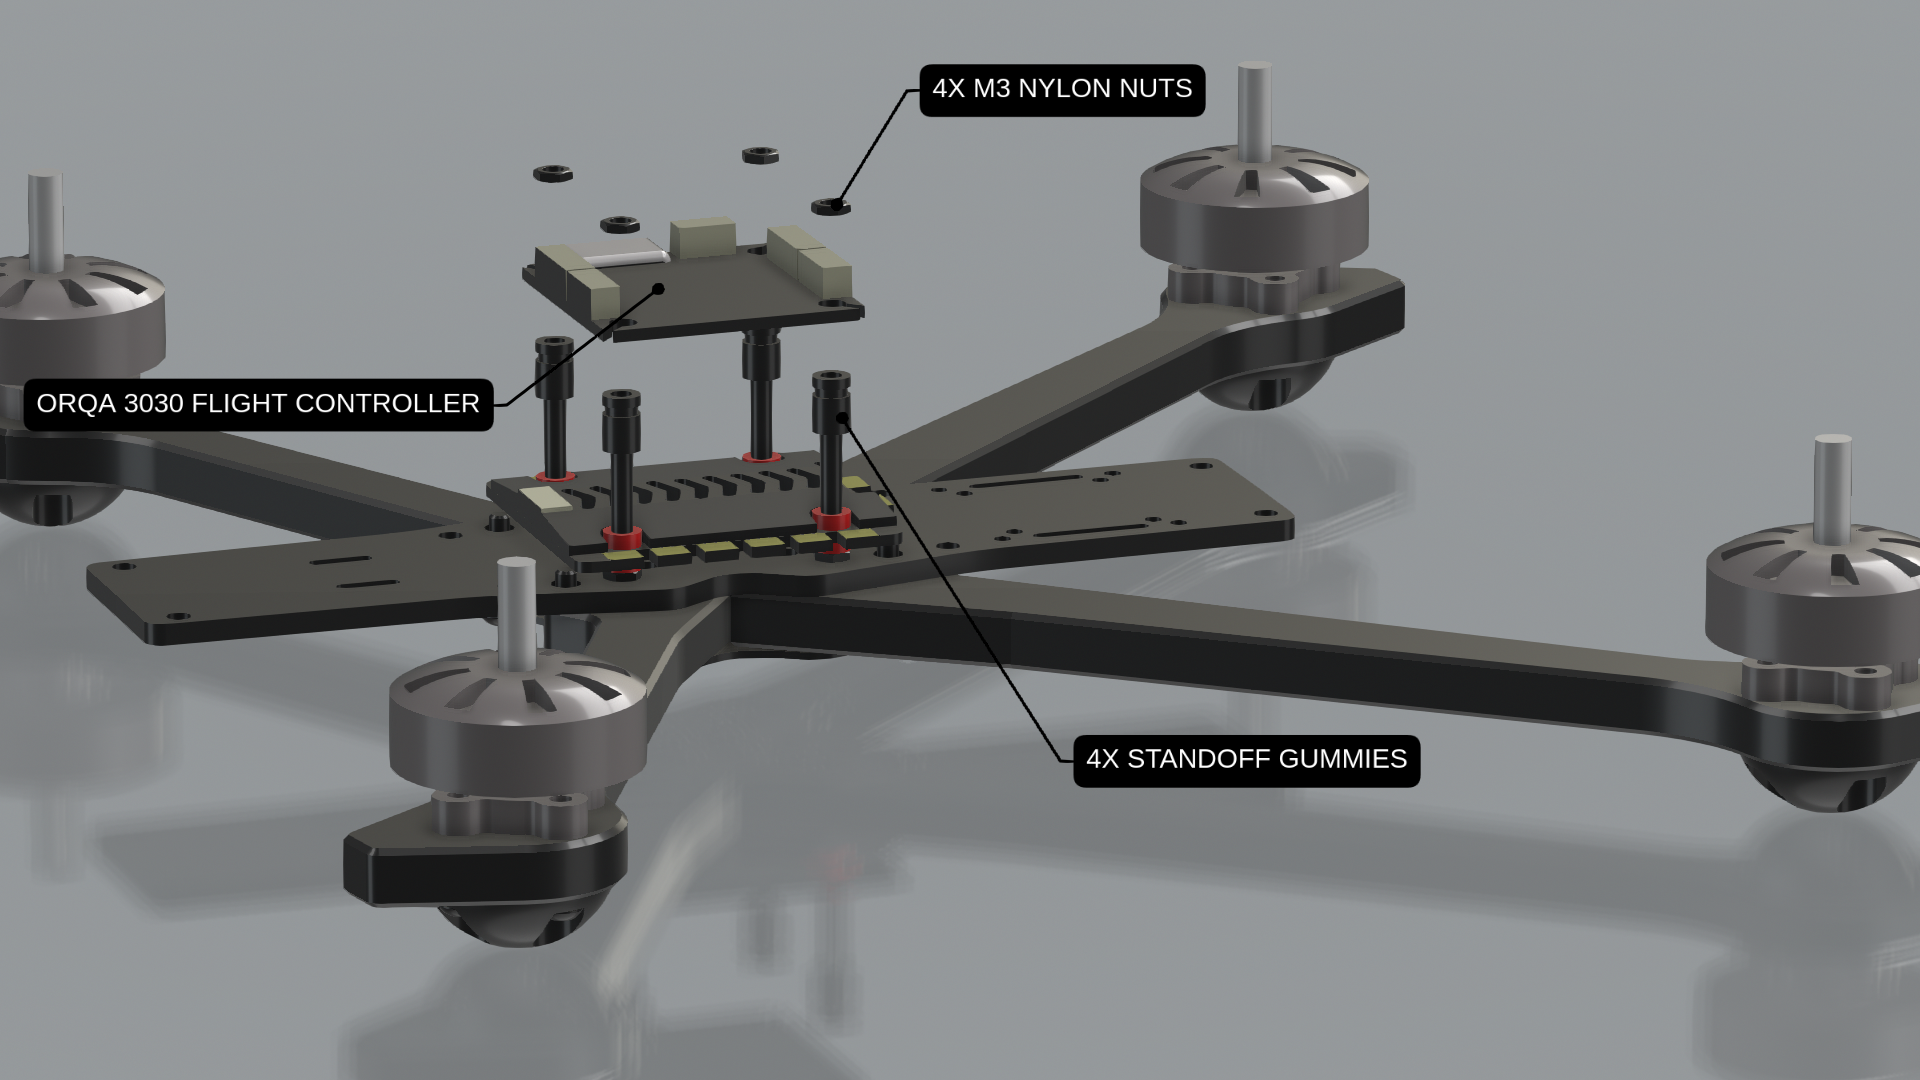 4X M3 NYLON NUTS
ORQA 3030 FLIGHT CONTROLLER
4X STANDOFF GUMMIES